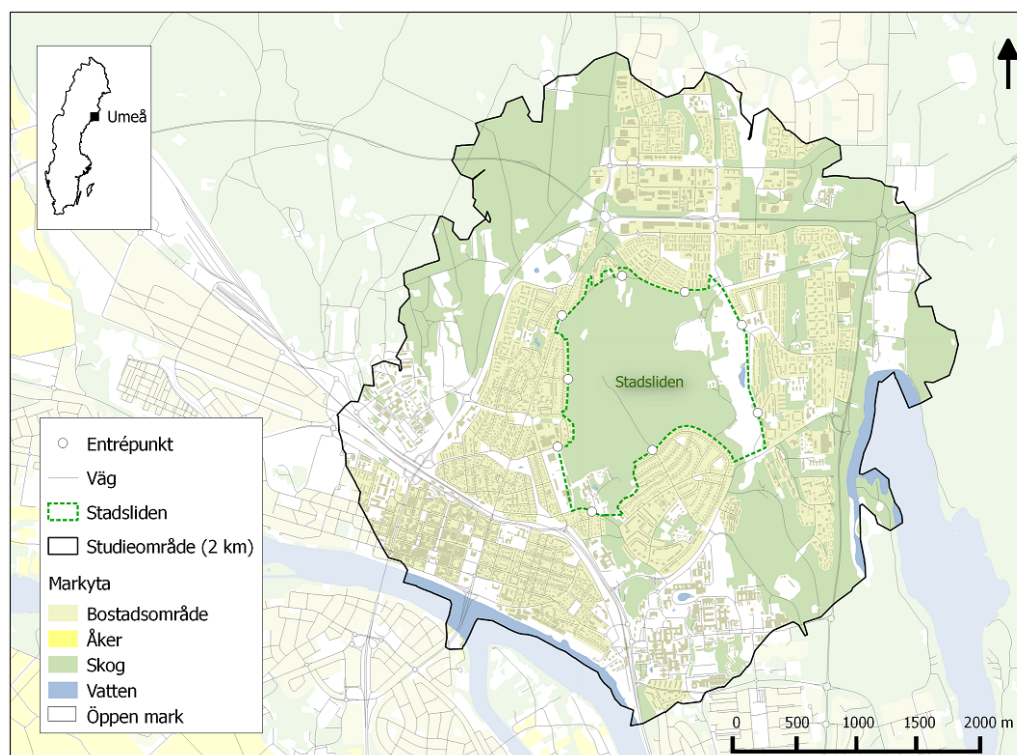 Umeå
Stadsliden
Entrépunkt
Väg
Stadsliden
Studieområde (2 km)
Markyta
Bostadsområde
Åker
Skog
Vatten
Öppen mark
0 500 1000 1500 2000 m